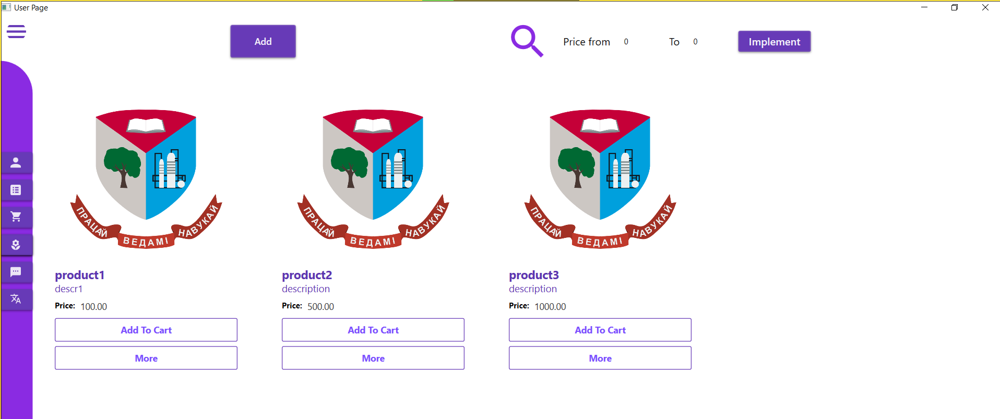 User Page
Add
Price from 0 To 0
Implement
ПРАЦАЙ ВЕДАМІ НАВУКАЙ
ПРАЦАЙ ВЕДАМІ НАВУКАЙ
ПРАЦАЙ ВЕДАМІ НАВУКАЙ
product1
descr1
Price: 100.00
Add To Cart
More
product2
description
Price: 500.00
Add To Cart
More
product3
description
Price: 1000.00
Add To Cart
More